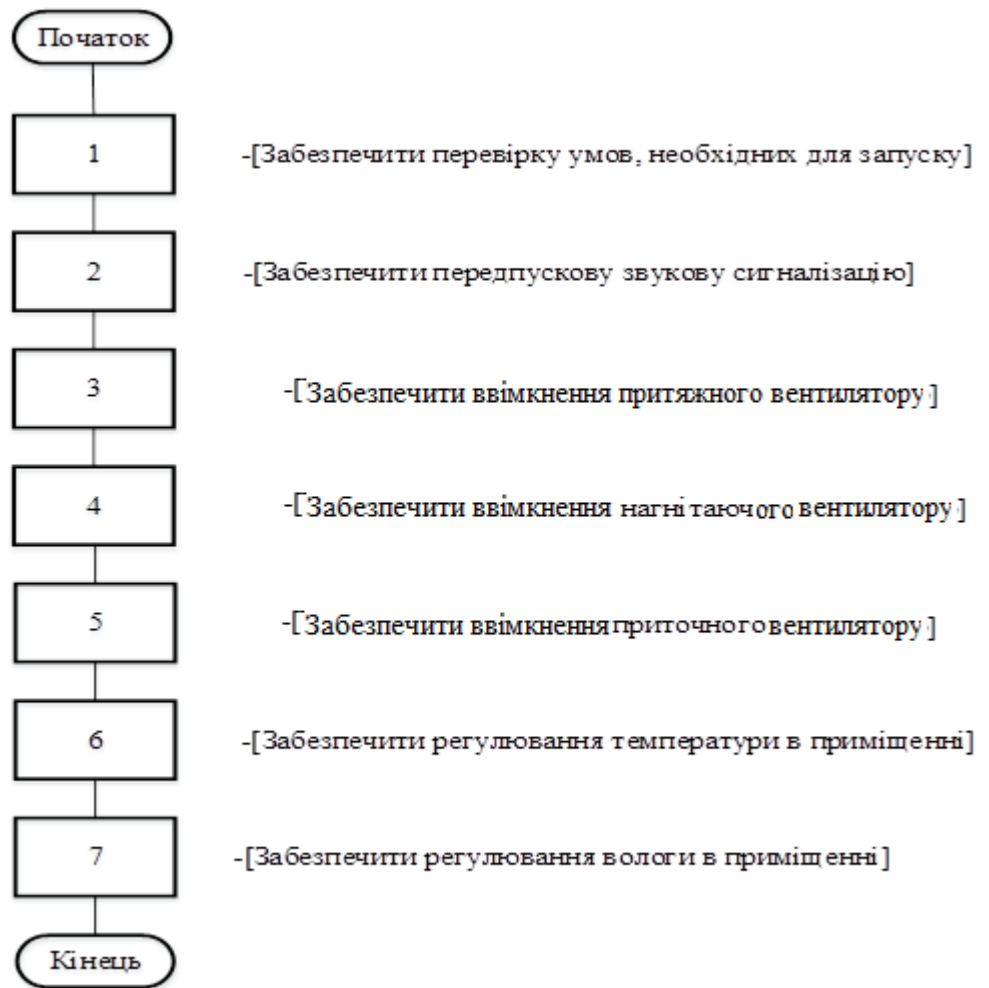 Початок
1 -[Забезпечити перевірку умов, необхідних для запуску]
2 -[Забезпечити передпускову звукову сигналізацію]
3 -[Забезпечити ввімкнення притяжного вентилятору]
4 -[Забезпечити ввімкнення нагнітаючого вентилятору]
5 -[Забезпечити ввімкнення приточного вентилятору]
6 -[Забезпечити регулювання температури в приміщенні]
7 -[Забезпечити регулювання вологи в приміщенні]
Кінець